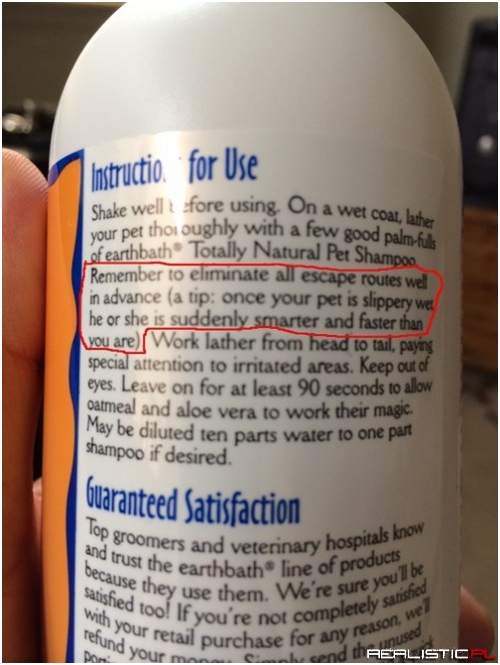 Instructions for Use
Shake well before using. On a wet coat, lather
your pet thoroughly with a few good palm-fulls
of earthbath® Totally Natural Pet Shampoo.
Remember to eliminate all escape routes well
in advance (a tip: once your pet is slippery wet
he or she is suddenly smarter and faster than
you are) Work lather from head to tail, paying
special attention to irritated areas. Keep out of
eyes. Leave on for at least 90 seconds to allow
oatmeal and aloe vera to work their magic.
May be diluted ten parts water to one part
shampoo if desired.
Guaranteed Satisfaction
Top groomers and veterinary hospitals know
and trust the earthbath® line of products
because they use them. We're sure you'll be
satisfied too! If you're not completely satisfied
with your retail purchase for any reason, we'll
refund your money. Simply send the unused
REALISTIC.PL